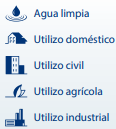 Agua limpia
Utilizo doméstico
Utilizo civil
Utilizo agrícola
Utilizo industrial